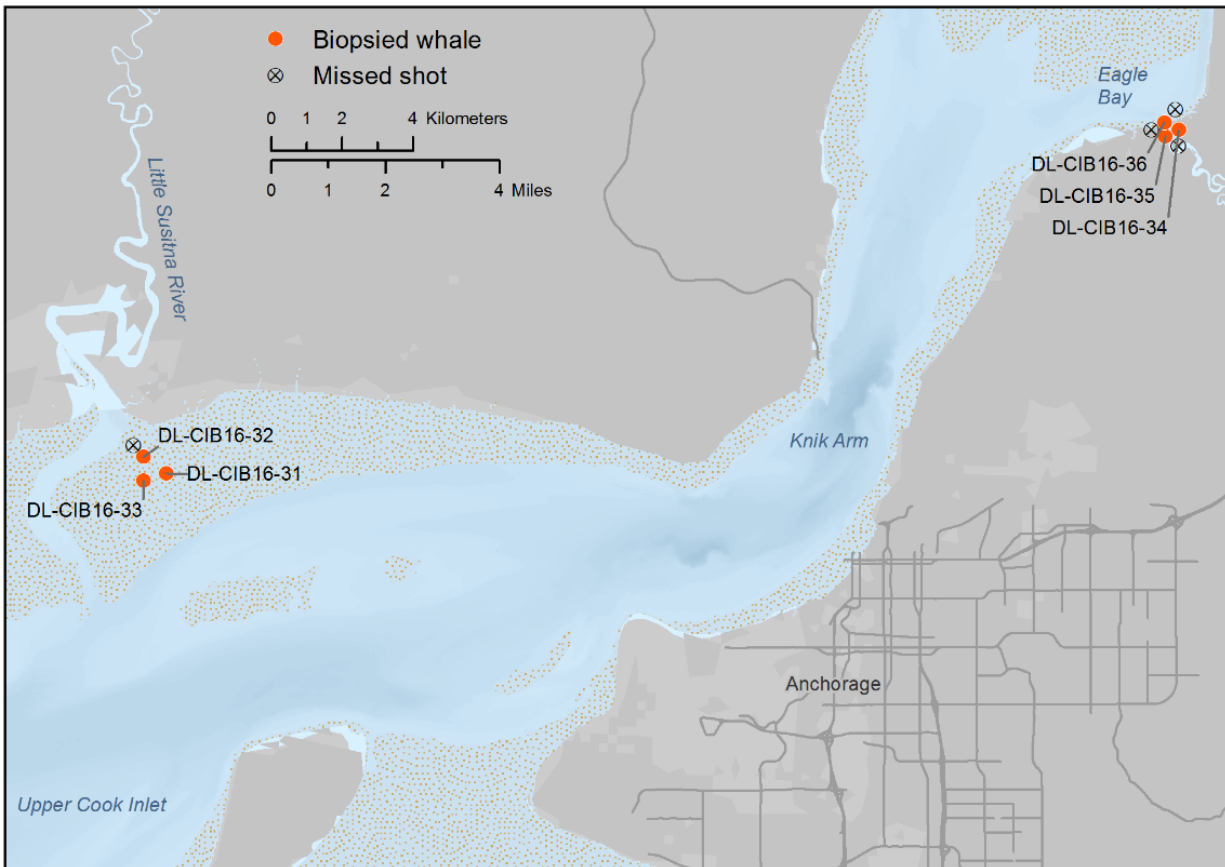 Biopsied whale
Missed shot
0 1 2 4 Kilometers
0 1 2 4 Miles
Eagle
Bay
DL-CIB16-36
DL-CIB16-35
DL-CIB16-34
Little Susitna River
DL-CIB16-32
DL-CIB16-31
DL-CIB16-33
Knik Arm
Anchorage
Upper Cook Inlet